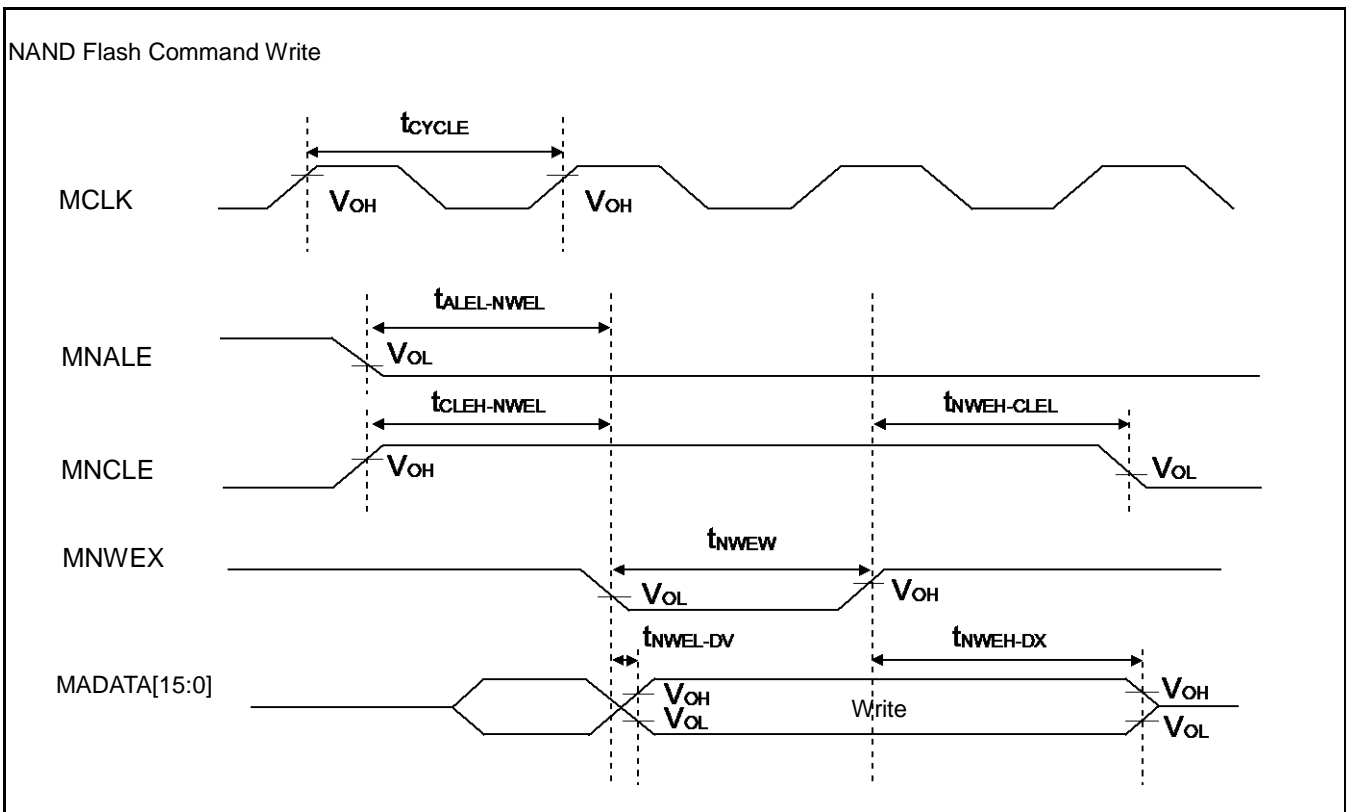 NAND Flash Command Write
tCYCLE
MCLK
VOH VOH
tALEL-NWEL
MNALE
VOL
tCLEH-NWEL tNWEH-CLEL
MNCLE
VOH VOL
MNWEX
tNWEW
VOL VOH
tNWEL-DV tNWEH-DX
MADATA[15:0]
VOH Write VOH
VOL VOL